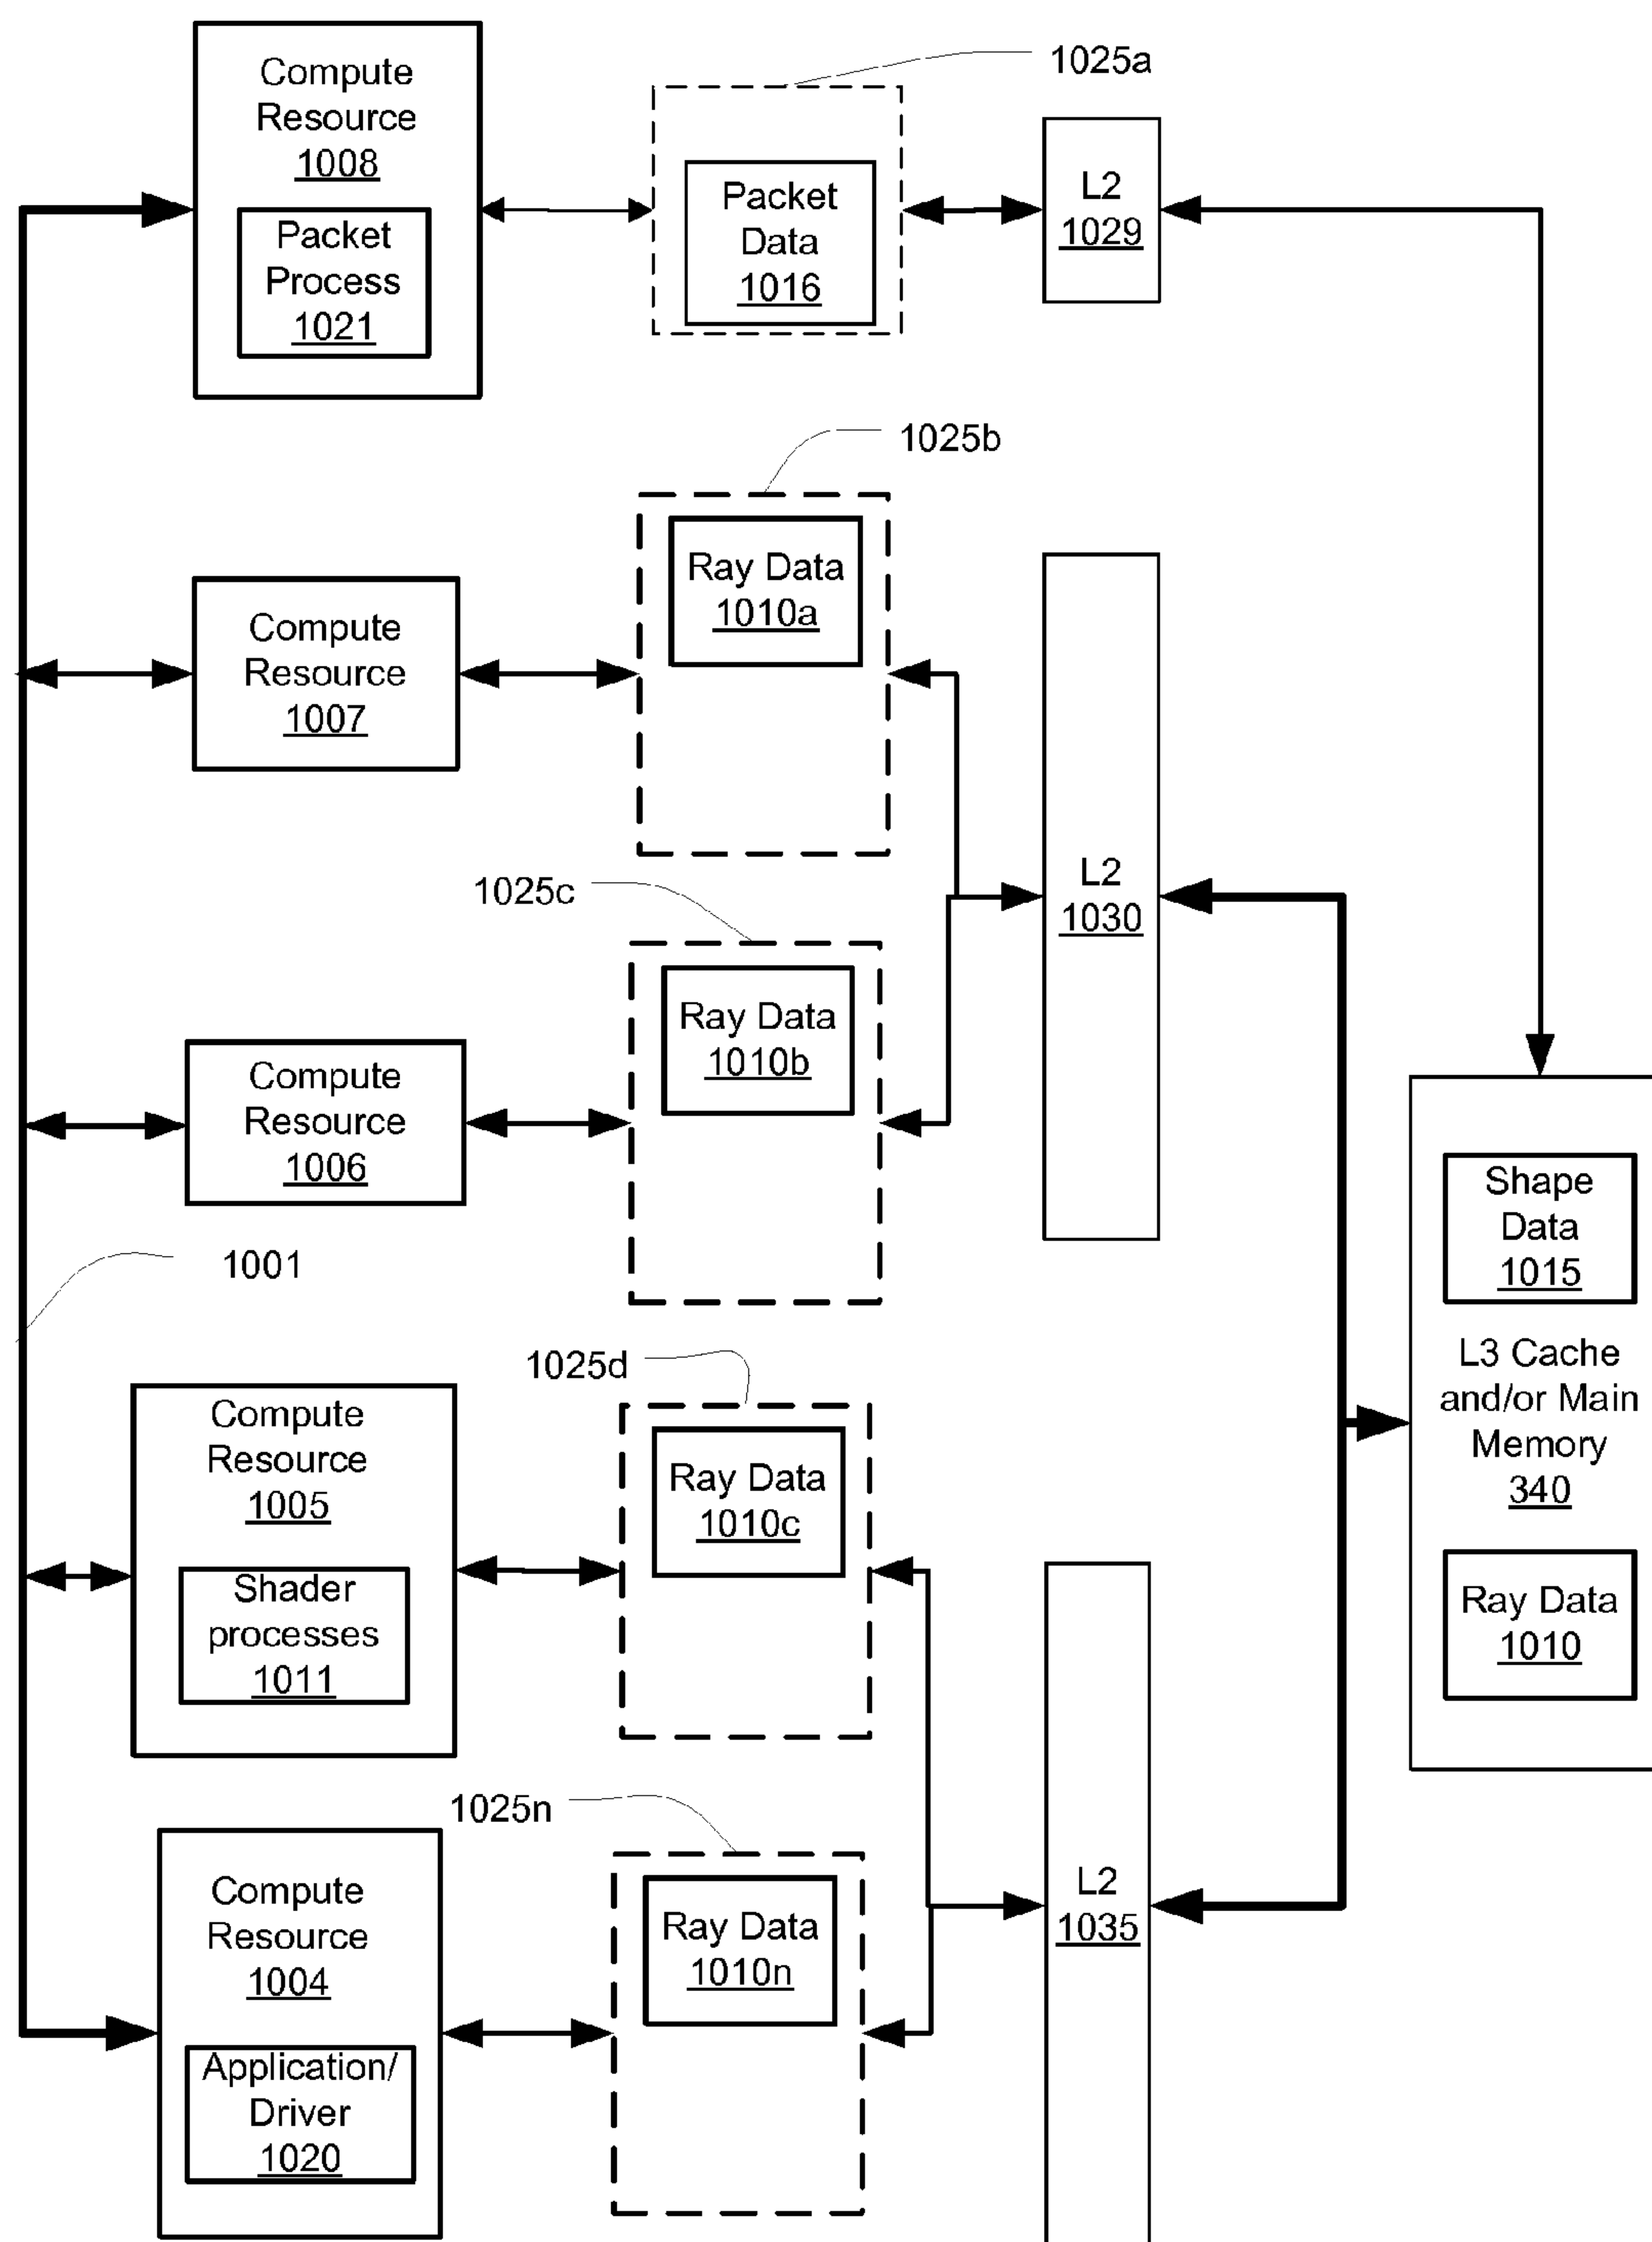 1025a
Compute
Resource
1008
Packet
Process
1021
Packet
Data
1016
L2
1029
1025b
Compute
Resource
1007
Ray Data
1010a
L2
1030
1025c
Compute
Resource
1006
Ray Data
1010b
1001
Shape
Data
1015
L3 Cache
and/or Main
Memory
340
Ray Data
1010
1025d
Compute
Resource
1005
Shader
processes
1011
Ray Data
1010c
1025n
Compute
Resource
1004
Application/
Driver
1020
Ray Data
1010n
L2
1035